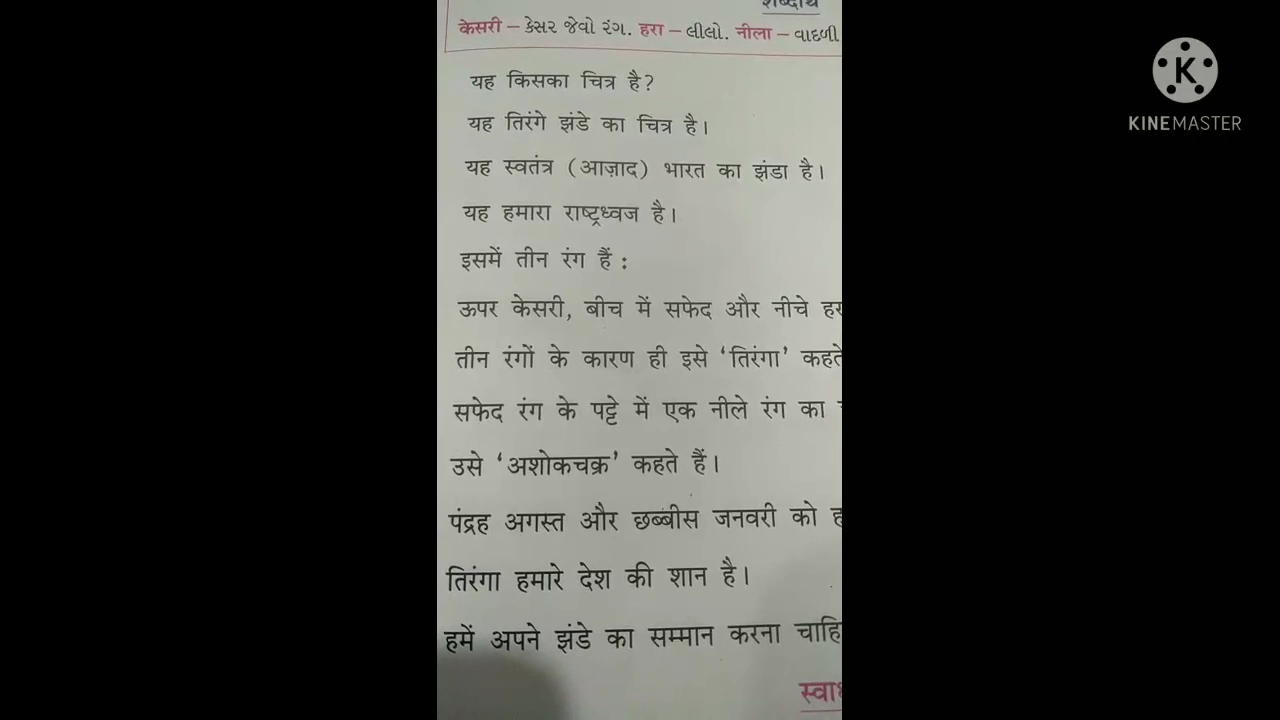 शब्दार्थ
केसरी – કેસર જેવો રંગ. हरा – લીલો. नीला – વાદળી
यह किसका चित्र है?
यह तिरंगे झंडे का चित्र है।
यह स्वतंत्र (आज़ाद) भारत का झंडा है।
यह हमारा राष्ट्रध्वज है।
इसमें तीन रंग हैं :
ऊपर केसरी, बीच में सफेद और नीचे
तीन रंगों के कारण ही इसे ‘तिरंगा’ कहते
सफेद रंग के पट्टे में एक नीले रंग का
उसे ‘अशोकचक्र’ कहते हैं।
पंद्रह अगस्त और छब्बीस जनवरी को
तिरंगा हमारे देश की शान है।
हमें अपने झंडे का सम्मान करना
KINEMASTER